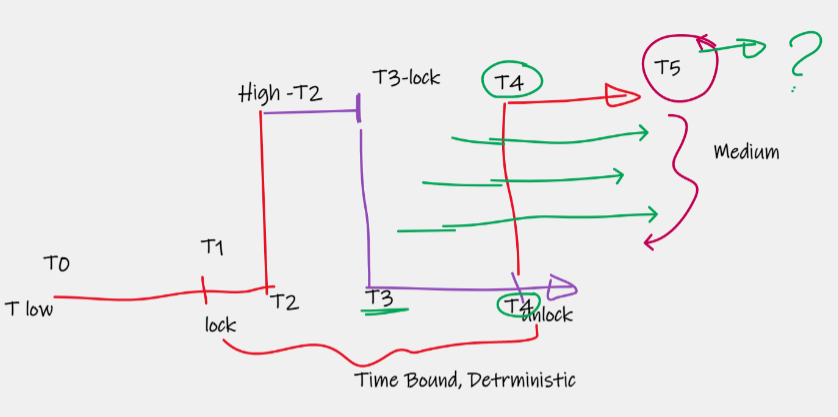 T5
?
T3-lock
T4
High -T2
Medium
T1
T0
T low
T2
T3
T4
unlock
lock
Time Bound, Detrministic